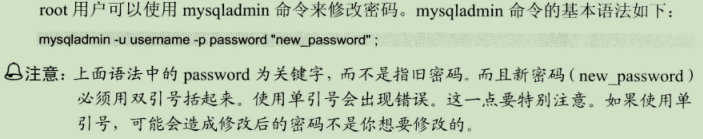 root 用户可以使用 mysqladmin 命令来修改密码。mysqladmin 命令的基本语法如下：
mysqladmin -u username -p password "new_password" ;
注意：上面语法中的 password 为关键字，而不是指旧密码。而且新密码（new_password）
必须用双引号括起来。使用单引号会出现错误。这一点要特别注意。如果使用单
引号，可能会造成修改后的密码不是你想要修改的。